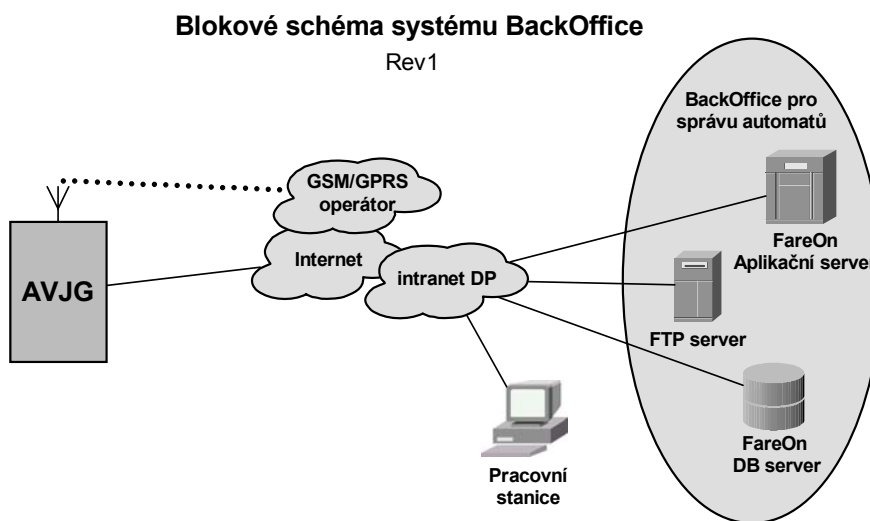 Blokové schéma systému BackOffice
Rev1
BackOffice pro
správu automatů
GSM/GPRS
operátor
Internet
intranet DP
AVJG
FareOn
Aplikační server
FTP server
FareOn
DB server
Pracovní
stanice